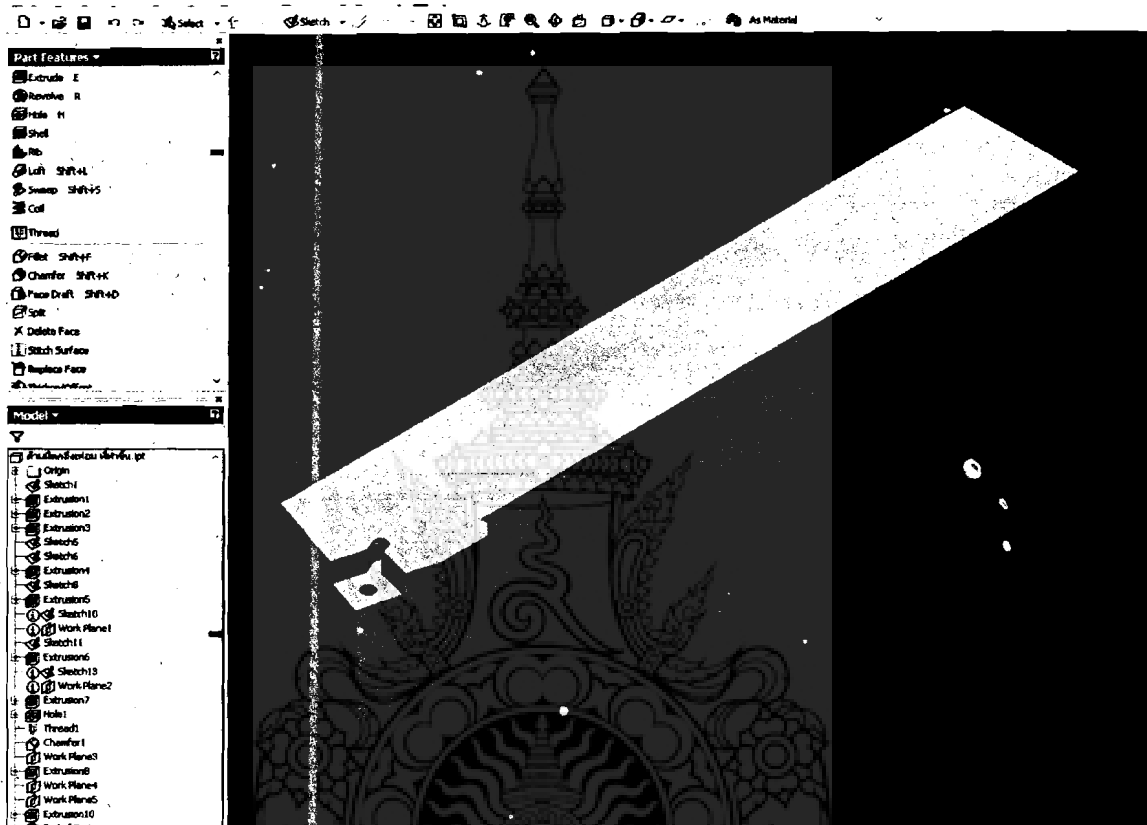 Select
Sketch
As Material
Part Features
Extrude E
Revolve R
Hole H
Shell
Rib
Loft Shift+L
Sweep Shift+S
Coil
Thread
Fillet Shift+F
Chamfer Shift+K
Face Draft Shift+D
Split
Delete Face
Stitch Surface
Replace Face
Model
Origin
Sketch1
Extrusion1
Extrusion2
Extrusion3
Sketch5
Sketch6
Extrusion4
Sketch8
Extrusion5
Sketch10
Work Plane1
Sketch11
Extrusion6
Sketch13
Work Plane2
Extrusion7
Hole1
Thread1
Chamfer1
Work Plane3
Extrusion8
Work Plane4
Work Plane5
Extrusion10